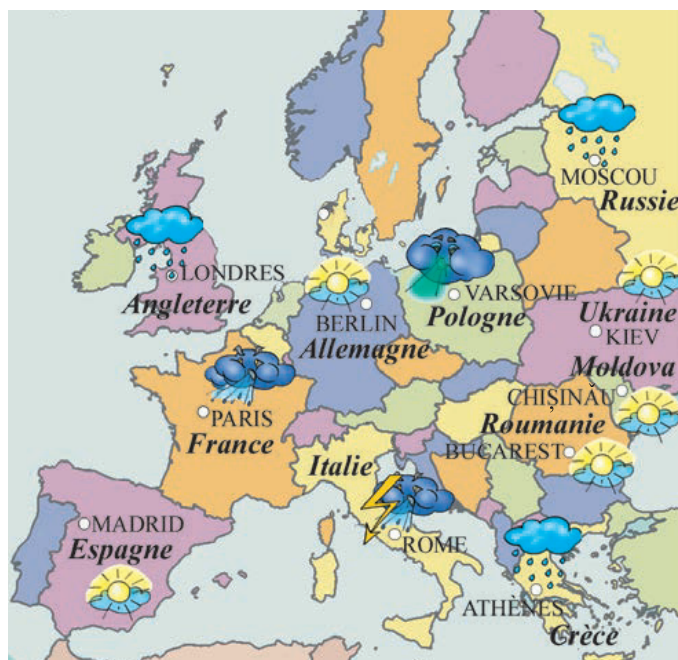 MOSCOU
Russie
LONDRES
Angleterre
VARSOVIE
Pologne
BERLIN
Allemagne
Ukraine
KIEV
Moldova
CHIȘINĂU
PARIS
France
Roumanie
BUCAREST
Italie
MADRID
Espagne
ROME
ATHÈNES
Grèce